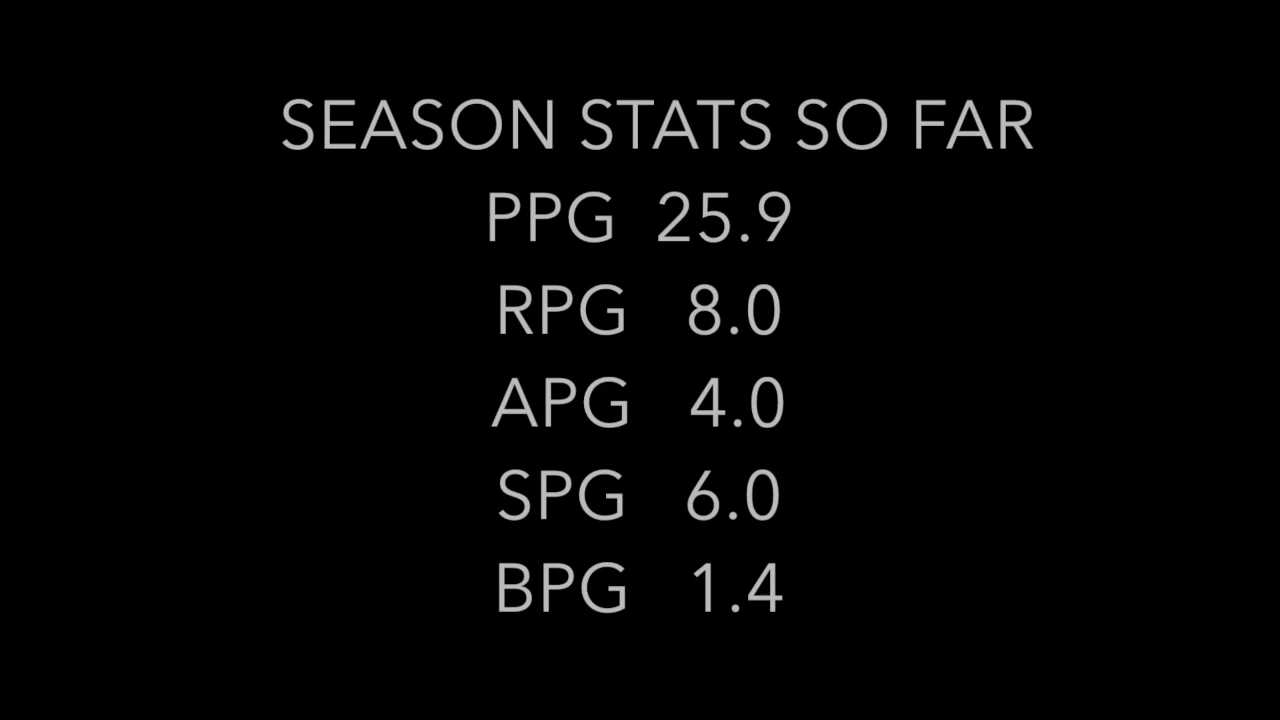 SEASON STATS SO FAR
PPG 25.9
RPG 8.0
APG 4.0
SPG 6.0
BPG 1.4